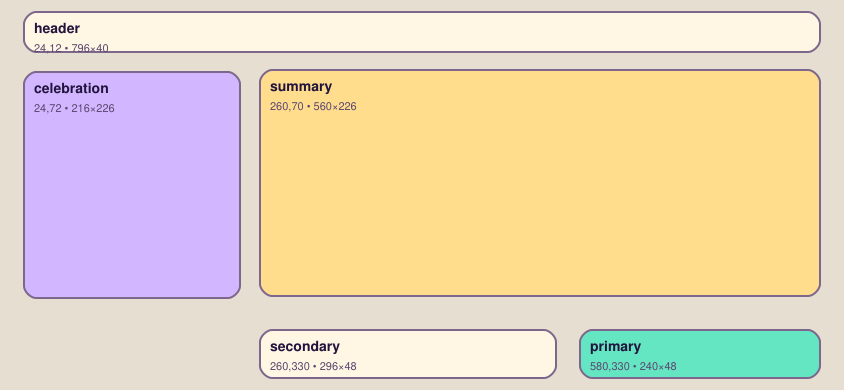 header
24,12 • 796×40
celebration
24,72 • 216×226
summary
260,70 • 560×226
secondary
260,330 • 296×48
primary
580,330 • 240×48